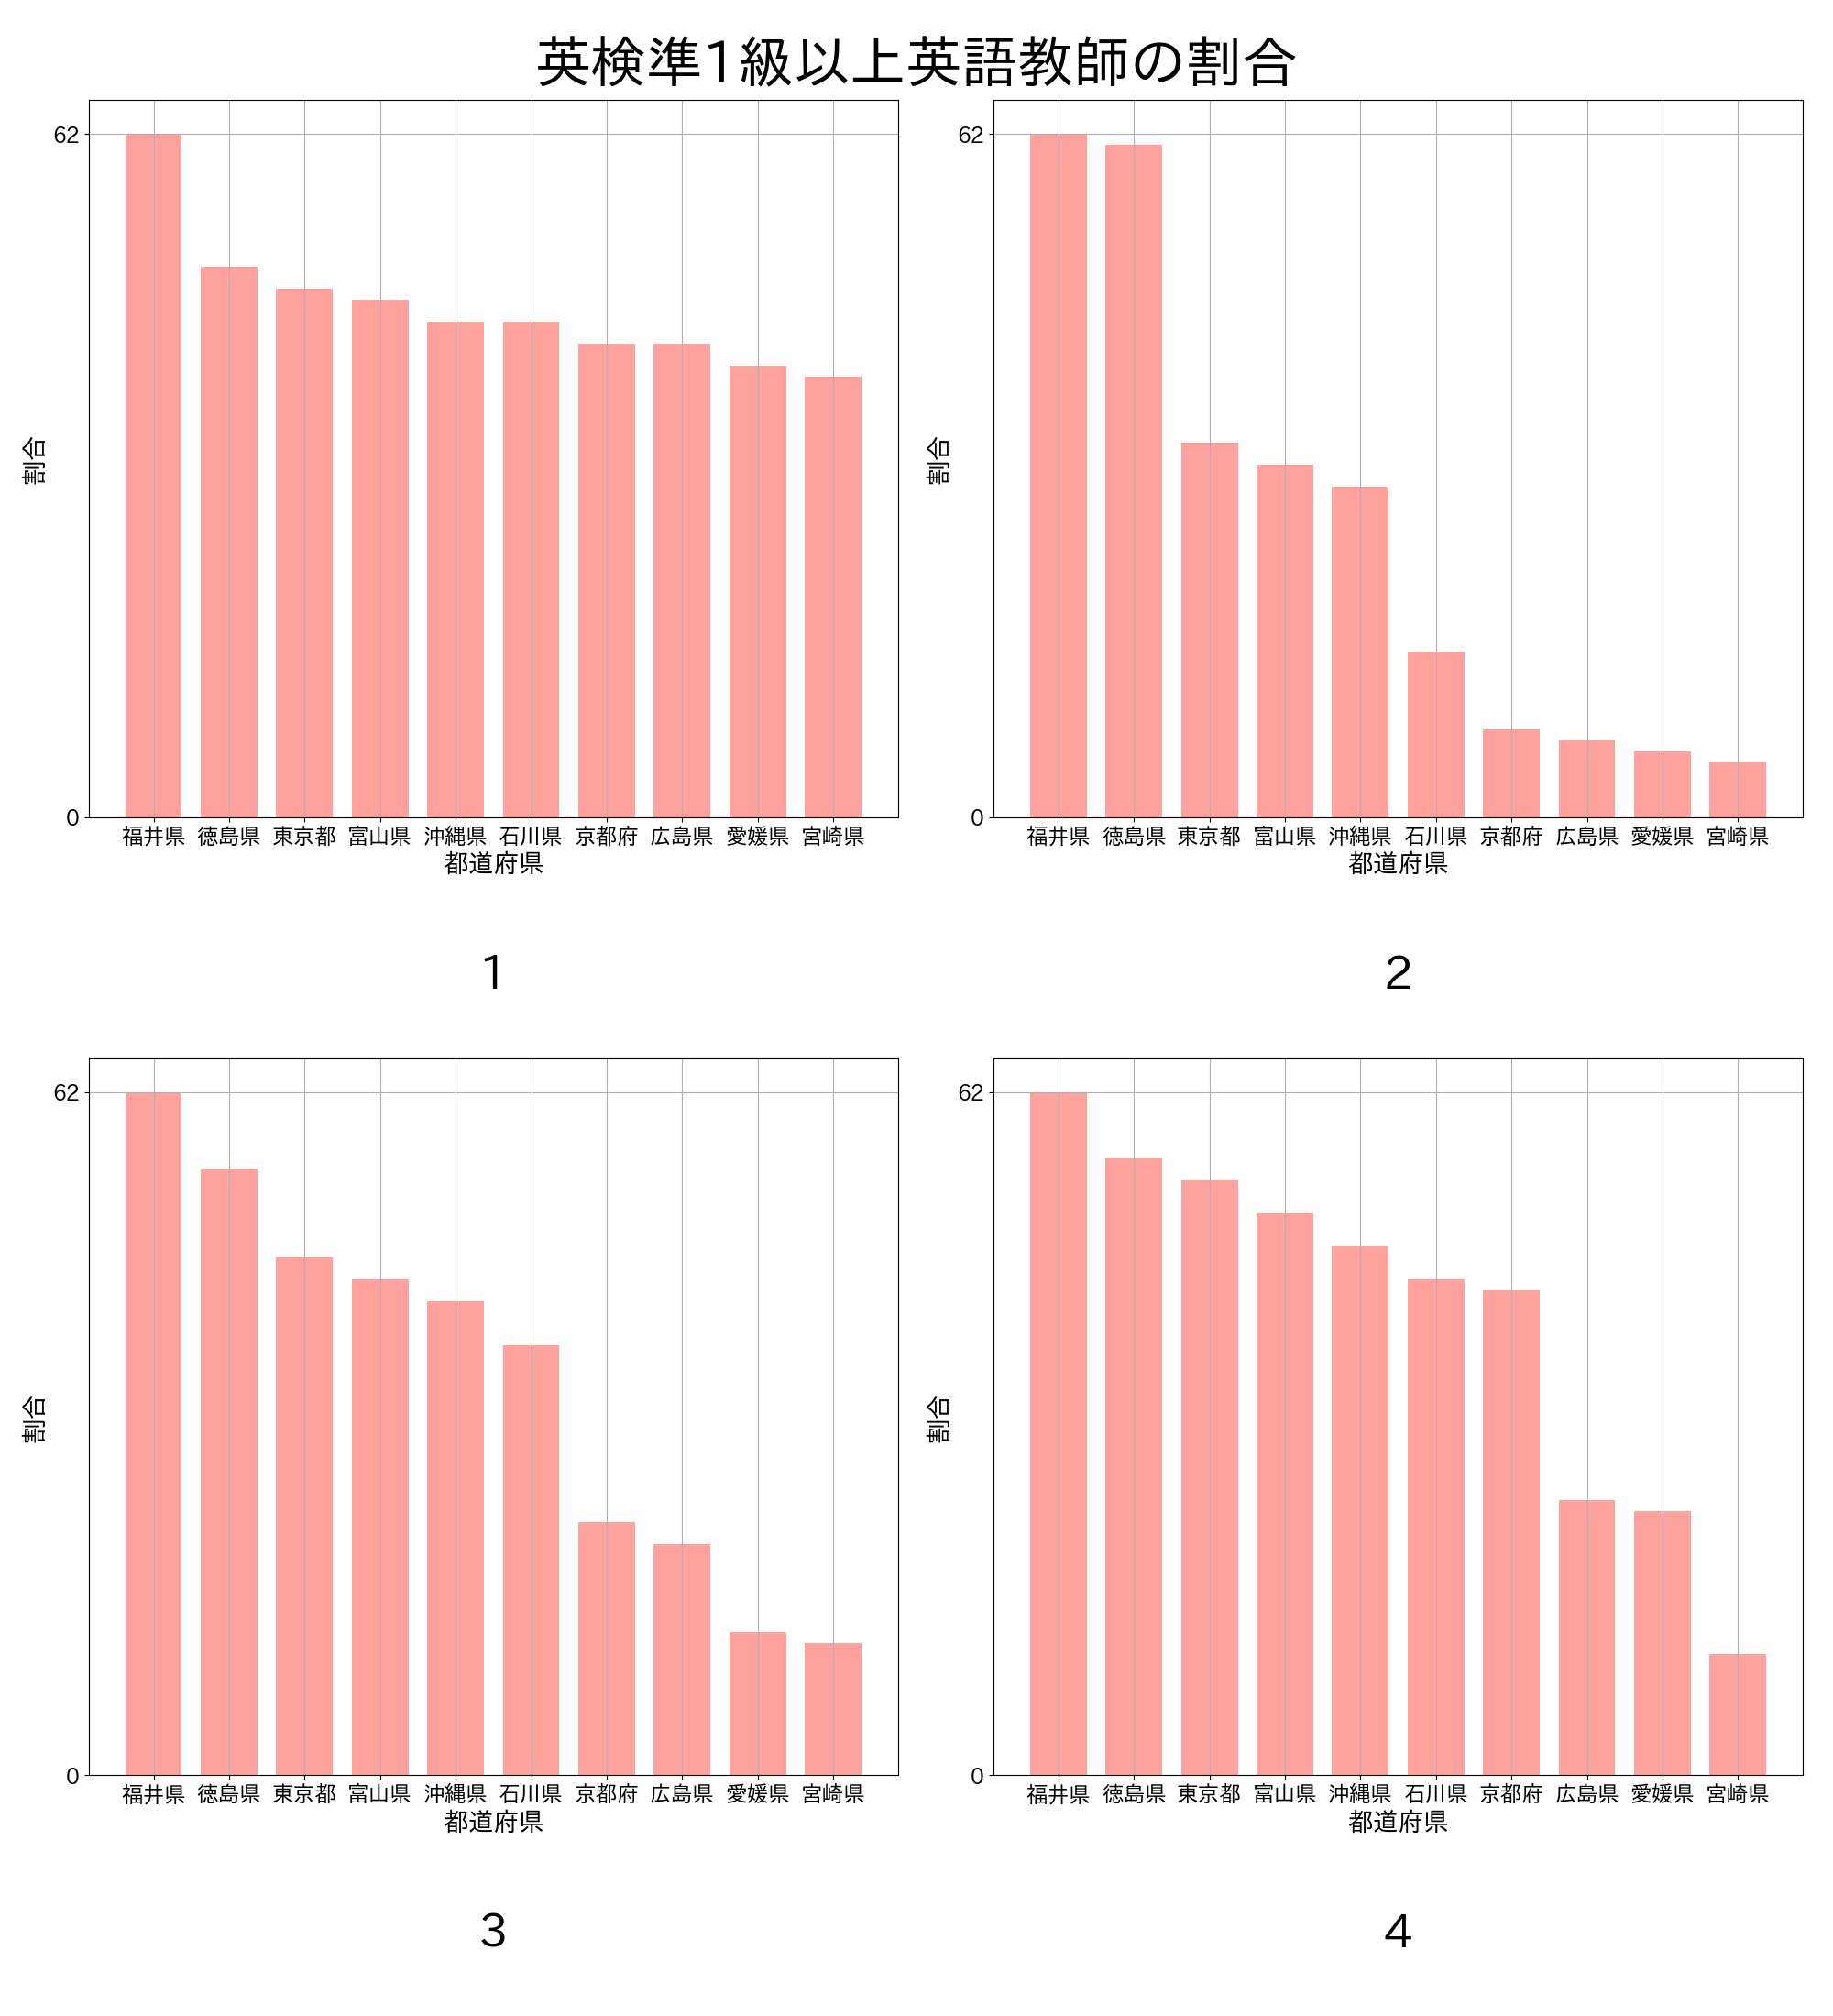 英検準1級以上英語教師の割合
62
0
割合
福井県 徳島県 東京都 富山県 沖縄県 石川県 京都府 広島県 愛媛県 宮崎県
都道府県
1
62
0
割合
福井県 徳島県 東京都 富山県 沖縄県 石川県 京都府 広島県 愛媛県 宮崎県
都道府県
2
62
0
割合
福井県 徳島県 東京都 富山県 沖縄県 石川県 京都府 広島県 愛媛県 宮崎県
都道府県
3
62
0
割合
福井県 徳島県 東京都 富山県 沖縄県 石川県 京都府 広島県 愛媛県 宮崎県
都道府県
4